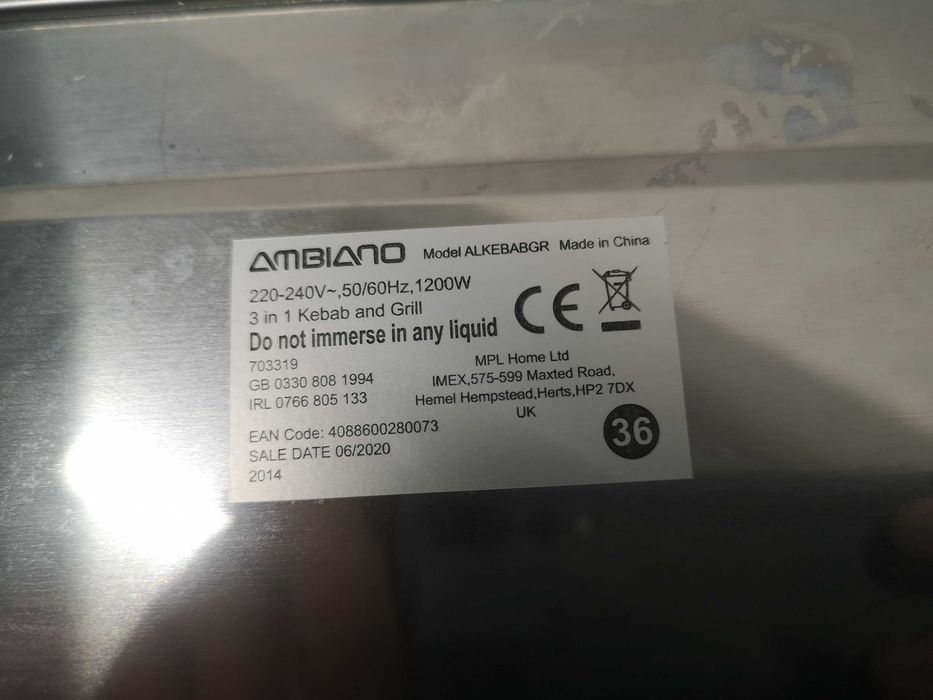 AMBIANO Model ALKEBABGR Made in China
220-240V~,50/60Hz,1200W
3 in 1 Kebab and Grill
Do not immerse in any liquid
CE
703319
GB 0330 808 1994
IRL 0766 805 133
MPL Home Ltd
IMEX,575-599 Maxted Road,
Hemel Hempstead,Herts,HP2 7DX
UK
EAN Code: 4088600280073
SALE DATE 06/2020
2014
36